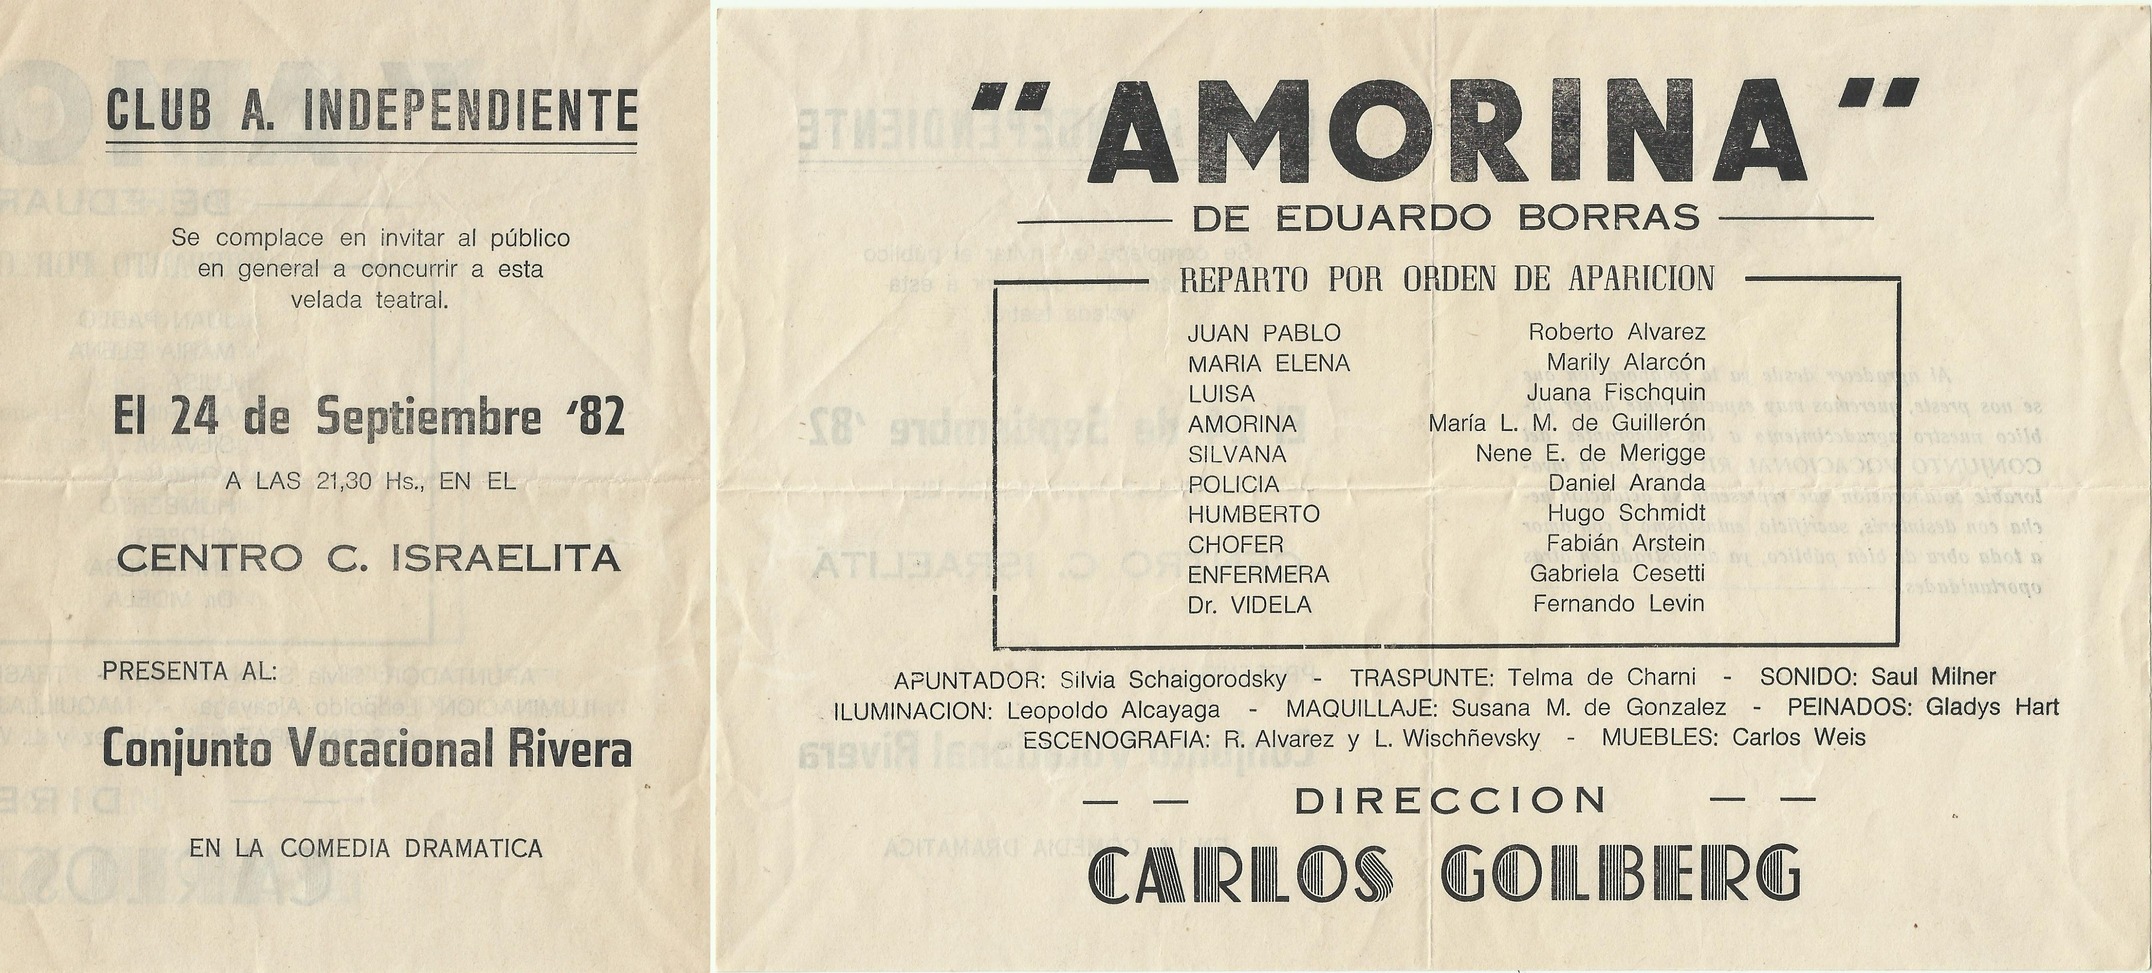 CLUB A. INDEPENDIENTE
Se complace en invitar al público
en general a concurrir a esta
velada teatral.
El 24 de Septiembre '82
A LAS 21,30 Hs., EN EL
CENTRO C. ISRAELITA
PRESENTA AL:
Conjunto Vocacional Rivera
EN LA COMEDIA DRAMATICA
"AMORINA"
DE EDUARDO BORRAS
REPARTO POR ORDEN DE APARICION
JUAN PABLO Roberto Alvarez
MARIA ELENA Marily Alarcón
LUISA Juana Fischquin
AMORINA María L. M. de Guillerón
SILVANA Nene E. de Merigge
POLICIA Daniel Aranda
HUMBERTO Hugo Schmidt
CHOFER Fabián Arstein
ENFERMERA Gabriela Cesetti
Dr. VIDELA Fernando Levin
APUNTADOR: Silvia Schaigorodsky - TRASPUNTE: Telma de Charni - SONIDO: Saul Milner
ILUMINACION: Leopoldo Alcayaga - MAQUILLAJE: Susana M. de Gonzalez - PEINADOS: Gladys Hart
ESCENOGRAFIA: R. Alvarez y L. Wischñevsky - MUEBLES: Carlos Weis
— — DIRECCION — —
CARLOS GOLBERG